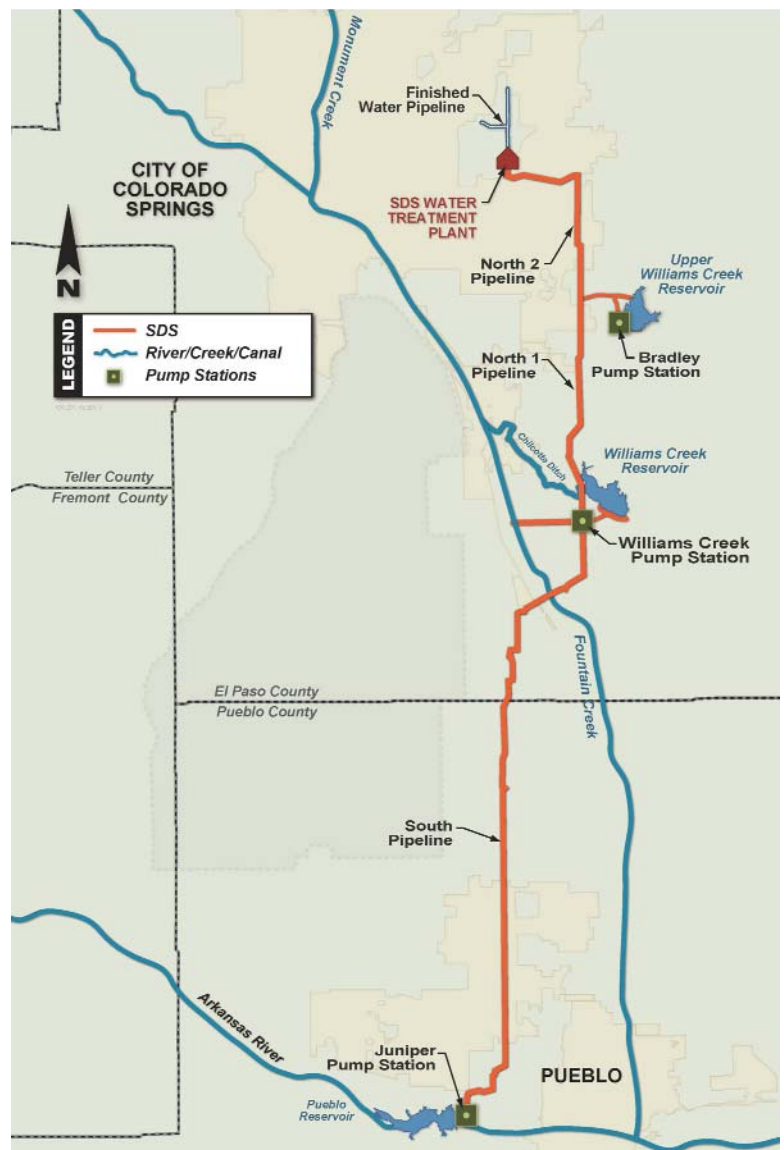 Monument Creek
Finished
Water Pipeline
CITY OF
COLORADO
SPRINGS
SDS WATER
TREATMENT
PLANT
N
North 2
Pipeline
Upper
Williams Creek
Reservoir
LEGEND
SDS
River/Creek/Canal
Pump Stations
North 1
Pipeline
Bradley
Pump Station
Chilcotte Ditch
Williams Creek
Reservoir
Teller County
Fremont County
Williams Creek
Pump Station
Fountain Creek
El Paso County
Pueblo County
South
Pipeline
Arkansas River
Juniper
Pump Station
PUEBLO
Pueblo
Reservoir